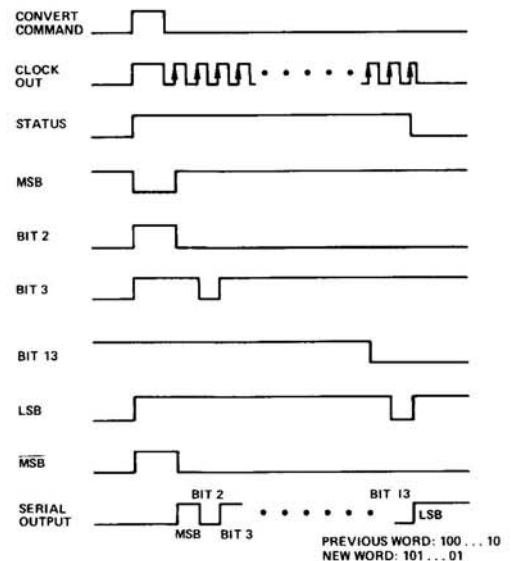 CONVERT
COMMAND
CLOCK
OUT
STATUS
MSB
BIT 2
BIT 3
BIT 13
LSB
MSB
SERIAL
OUTPUT
BIT 2
BIT 13
MSB
BIT 3
LSB
PREVIOUS WORD: 100 . . . 10
NEW WORD: 101 . . . 01